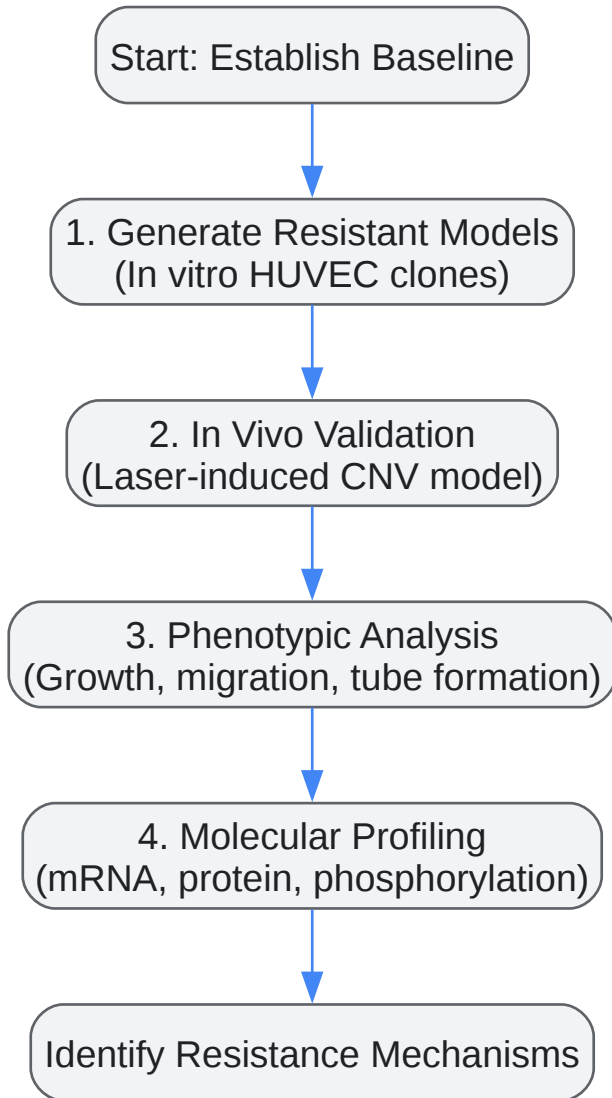 Start: Establish Baseline
1. Generate Resistant Models
(In vitro HUVEC clones)
2. In Vivo Validation
(Laser-induced CNV model)
3. Phenotypic Analysis
(Growth, migration, tube formation)
4. Molecular Profiling
(mRNA, protein, phosphorylation)
Identify Resistance Mechanisms